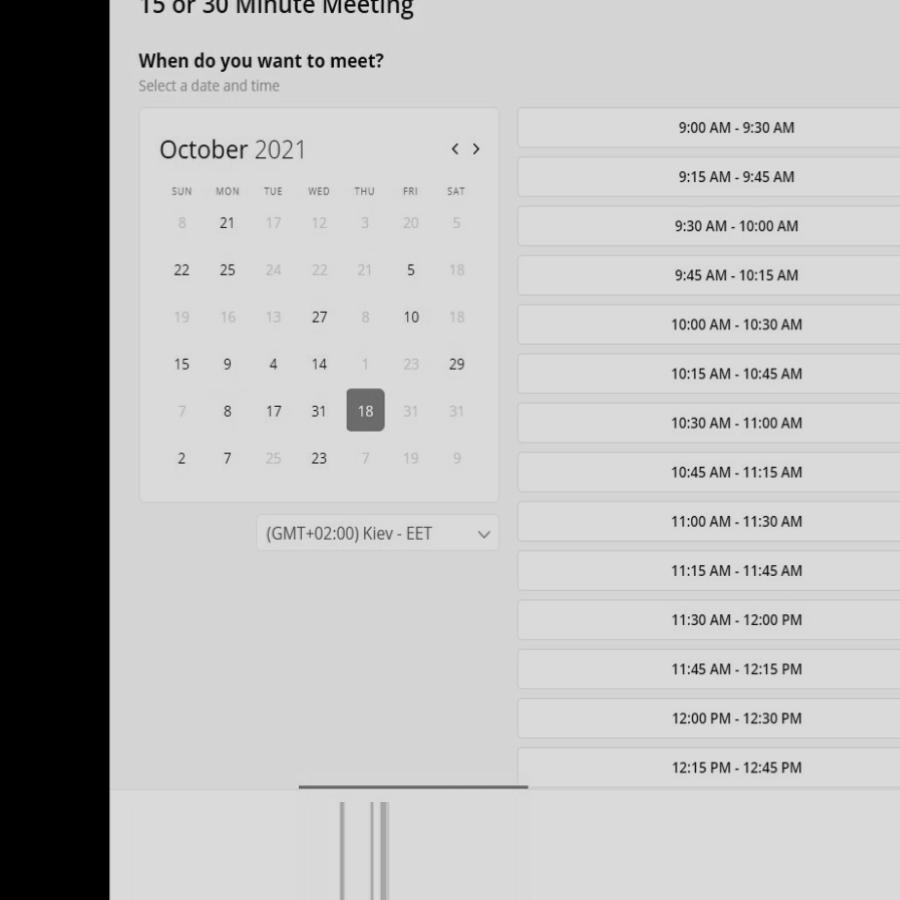 15 or 30 Minute Meeting
When do you want to meet?
Select a date and time
October 2021
SUN MON TUE WED THU FRI SAT
8 21 17 12 3 20 5
22 25 24 22 21 5 18
19 16 13 27 8 10 18
15 9 4 14 1 23 29
7 8 17 31 18 31 31
2 7 25 23 7 19 9
(GMT+02:00) Kiev - EET
9:00 AM - 9:30 AM
9:15 AM - 9:45 AM
9:30 AM - 10:00 AM
9:45 AM - 10:15 AM
10:00 AM - 10:30 AM
10:15 AM - 10:45 AM
10:30 AM - 11:00 AM
10:45 AM - 11:15 AM
11:00 AM - 11:30 AM
11:15 AM - 11:45 AM
11:30 AM - 12:00 PM
11:45 AM - 12:15 PM
12:00 PM - 12:30 PM
12:15 PM - 12:45 PM